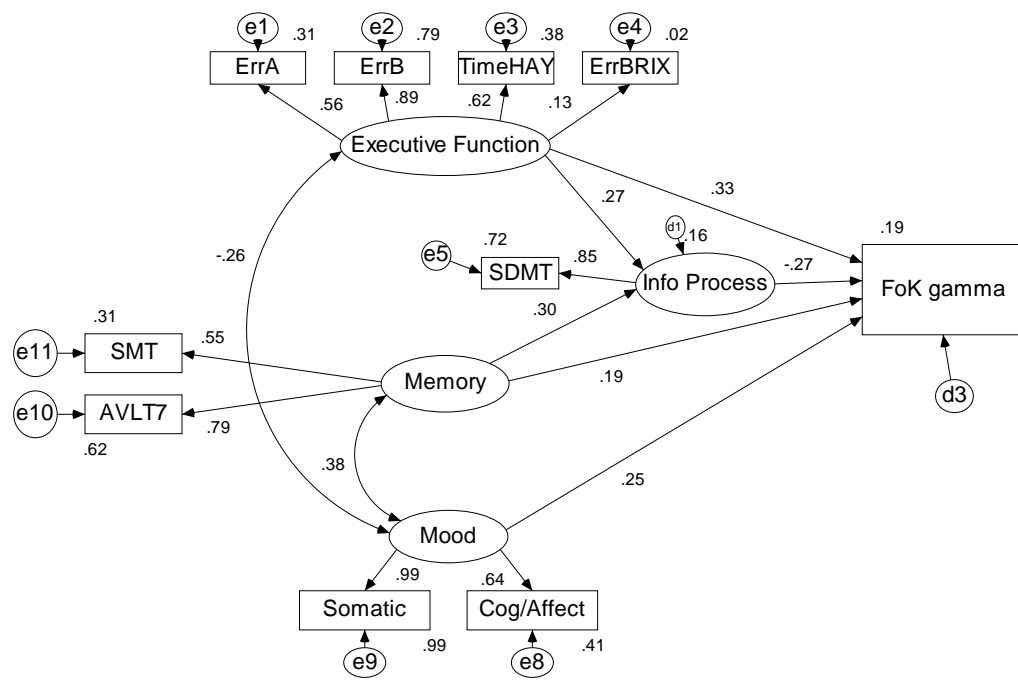 e1
e2
e3
e4
.31
.79
.38
.02
ErrA
ErrB
TimeHAY
ErrBRIX
.56
.89
.62
.13
Executive Function
.33
.27
-.26
d1
.16
.19
e5
.72
SDMT
.85
Info Process
-.27
FoK gamma
.30
.31
e11
SMT
.55
Memory
.19
d3
e10
AVLT7
.79
.62
.38
.25
Mood
.99
.64
Somatic
Cog/Affect
.99
.41
e9
e8